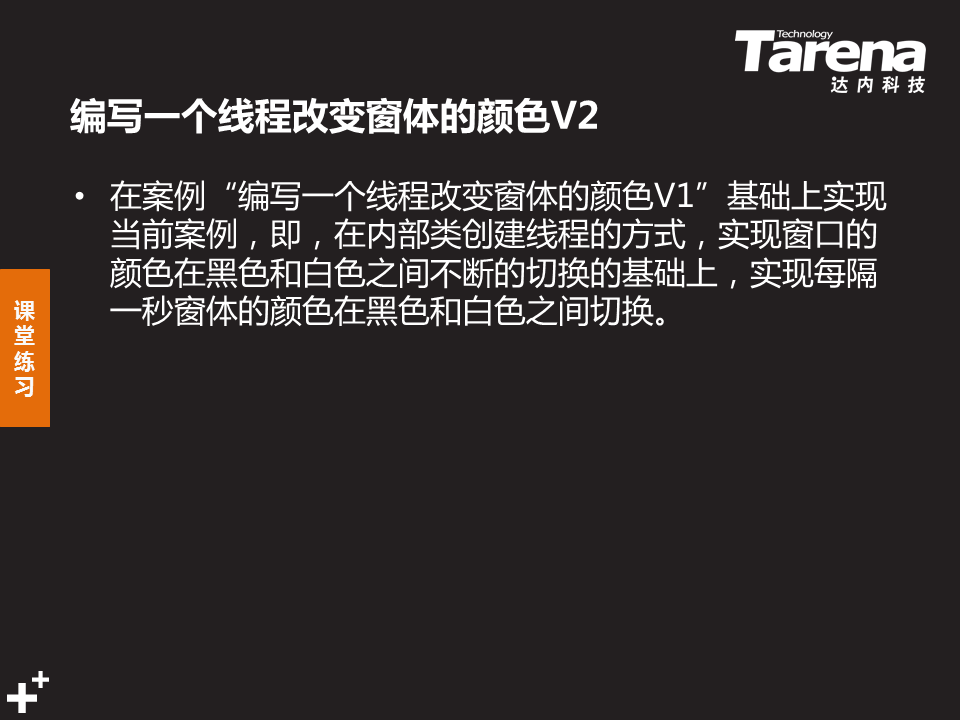 Technology
Tarena
达内科技
编写一个线程改变窗体的颜色V2
• 在案例“编写一个线程改变窗体的颜色V1”基础上实现
当前案例，即，在内部类创建线程的方式，实现窗口的
颜色在黑色和白色之间不断的切换的基础上，实现每隔
一秒窗体的颜色在黑色和白色之间切换。
课
堂
练
习